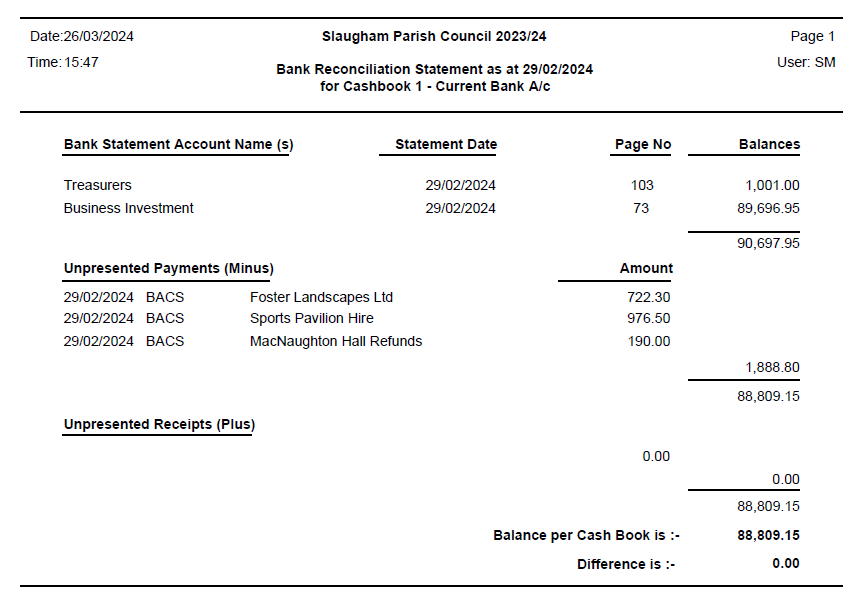 Date:26/03/2024 Slaugham Parish Council 2023/24 Page 1
Time:15:47 Bank Reconciliation Statement as at 29/02/2024 User: SM
for Cashbook 1 - Current Bank A/c
Bank Statement Account Name (s) Statement Date Page No Balances
Treasurers 29/02/2024 103 1,001.00
Business Investment 29/02/2024 73 89,696.95
90,697.95
Unpresented Payments (Minus) Amount
29/02/2024 BACS Foster Landscapes Ltd 722.30
29/02/2024 BACS Sports Pavilion Hire 976.50
29/02/2024 BACS MacNaughton Hall Refunds 190.00
1,888.80
88,809.15
Unpresented Receipts (Plus)
0.00
0.00
88,809.15
Balance per Cash Book is :- 88,809.15
Difference is :- 0.00